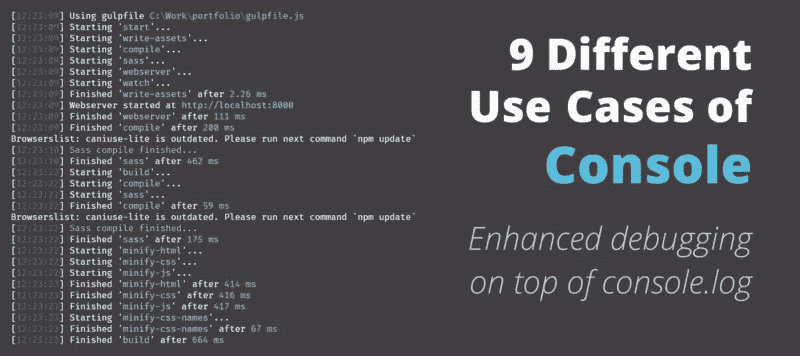 [12:23:09] Using gulpfile C:\Work\portfolio\gulpfile.js
[12:23:09] Starting 'start'...
[12:23:09] Starting 'write-assets'...
[12:23:09] Starting 'compile'...
[12:23:09] Starting 'sass'...
[12:23:09] Starting 'webserver'...
[12:23:09] Starting 'watch'...
[12:23:09] Finished 'write-assets' after 2.26 ms
[12:23:09] Webserver started at http://localhost:8000
[12:23:09] Finished 'webserver' after 111 ms
[12:23:09] Finished 'compile' after 200 ms
Browserslist: caniuse-lite is outdated. Please run next command `npm update`
[12:23:10] Sass compile finished...
[12:23:10] Finished 'sass' after 462 ms
[12:23:22] Starting 'build'...
[12:23:22] Starting 'compile'...
[12:23:22] Starting 'sass'...
[12:23:22] Finished 'compile' after 59 ms
Browserslist: caniuse-lite is outdated. Please run next command `npm update`
[12:23:22] Sass compile finished...
[12:23:22] Finished 'sass' after 175 ms
[12:23:22] Starting 'minify-html'...
[12:23:22] Starting 'minify-css'...
[12:23:22] Starting 'minify-js'...
[12:23:23] Finished 'minify-html' after 414 ms
[12:23:23] Finished 'minify-css' after 416 ms
[12:23:23] Finished 'minify-js' after 417 ms
[12:23:23] Starting 'minify-css-names'...
[12:23:23] Finished 'minify-css-names' after 67 ms
[12:23:23] Finished 'build' after 664 ms
9 Different
Use Cases of
Console
Enhanced debugging
on top of console.log